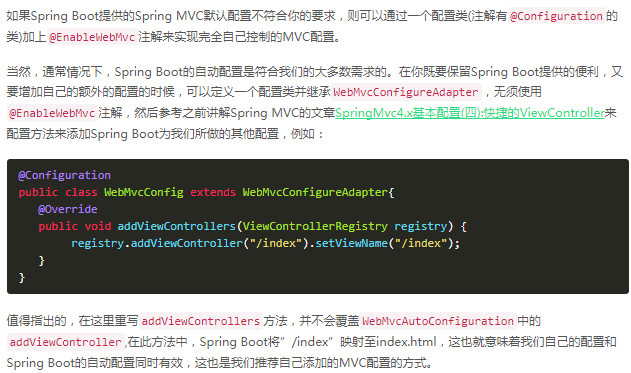 如果Spring Boot提供的Spring MVC默认配置不符合你的要求，则可以通过一个配置类(注解有@Configuration的
类)加上@EnableWebMvc注解来实现完全自己控制的MVC配置。
当然，通常情况下，Spring Boot的自动配置是符合我们的大多数需求的。在你既要保留Spring Boot提供的便利，又
要增加自己的额外的配置的时候，可以定义一个配置类并继承WebMvcConfigureAdapter，无须使用
@EnableWebMvc注解，然后参考之前讲解Spring MVC的文章SpringMvc4.x基本配置(四):快捷的ViewController来
配置方法来添加Spring Boot为我们所做的其他配置，例如：
@Configuration
public class WebMvcConfig extends WebMvcConfigureAdapter{
@Override
public void addViewControllers(ViewControllerRegistry registry) {
registry.addViewController("/index").setViewName("/index");
}
}
值得指出的，在这里重写addViewControllers方法，并不会覆盖WebMvcAutoConfiguration中的
addViewController,在此方法中，Spring Boot将”/index”映射至index.html，这也就意味着我们自己的配置和
Spring Boot的自动配置同时有效，这也是我们推荐自己添加的MVC配置的方式。